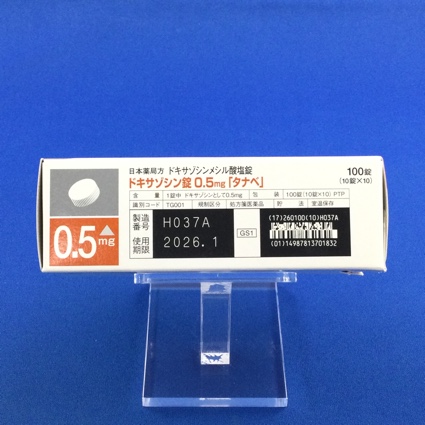 日本薬局方 ドキサゾシンメシル酸塩錠
ドキサゾシン錠 0.5mg「タナベ」
100錠
(10錠×10)
含 量 1錠中 ドキサゾシンとして0.5mg 包 装 100錠(10錠×10)PTP
識別コード TG001 規制区分 処方箋医薬品 貯 法 室温保存
製造番号 H037A
使用期限 2026.1
GS1
(17)260100(10)H037A
(01)14987813701832
0.5mg